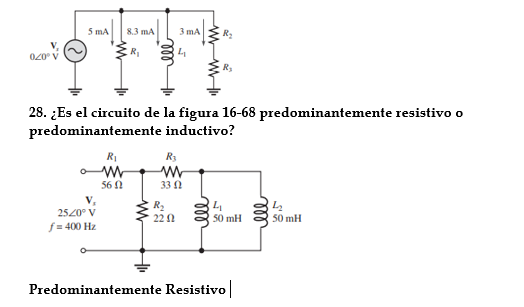 5 mA 8.3 mA 3 mA R₂
Vₛ
0∠0° V
R₁ L₁
R₃
28. ¿Es el circuito de la figura 16-68 predominantemente resistivo o
predominantemente inductivo?
R₁ R₃
56 Ω 33 Ω
Vₛ
25∠0° V
f = 400 Hz
R₂
22 Ω
L₁
50 mH
L₂
50 mH
Predominantemente Resistivo